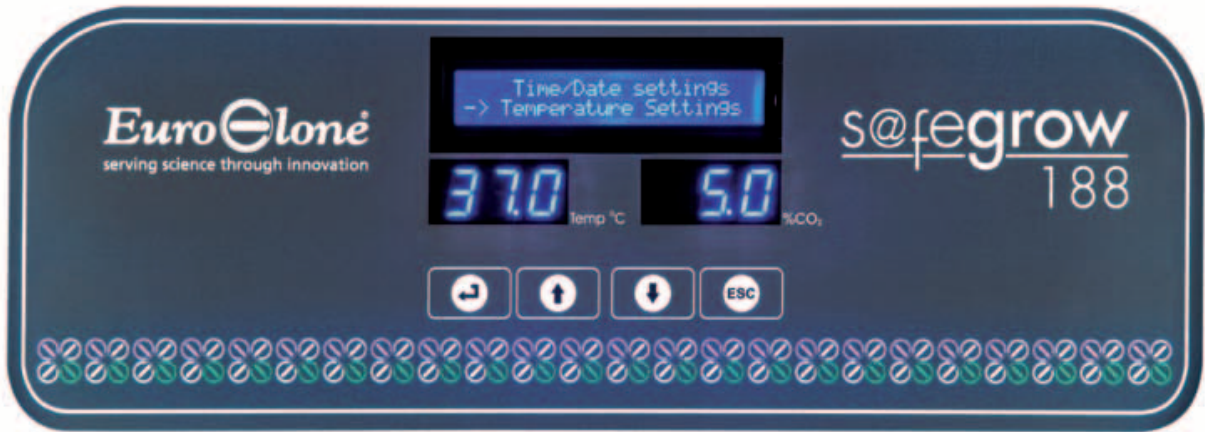 Time/Date settings
-> Temperature Settings
EuroClone®
serving science through innovation
s@fegrow
188
37.0 Temp °C
5.0 %CO₂
ESC